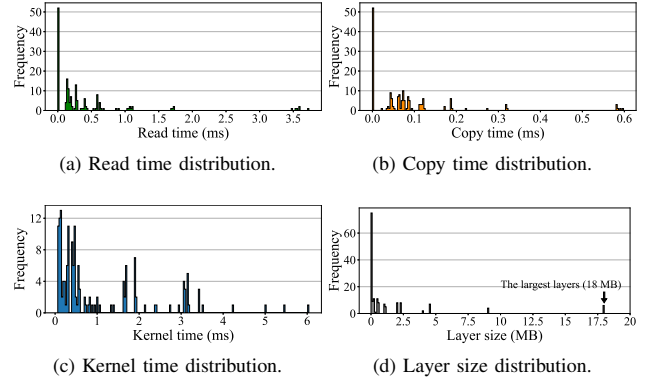 50
40
30
20
10
0
Frequency
0.0 0.5 1.0 1.5 2.0 2.5 3.0 3.5
Read time (ms)
(a) Read time distribution.
50
40
30
20
10
0
Frequency
0.0 0.1 0.2 0.3 0.4 0.5 0.6
Copy time (ms)
(b) Copy time distribution.
12
8
4
0
Frequency
0 1 2 3 4 5 6
Kernel time (ms)
(c) Kernel time distribution.
60
40
20
0
Frequency
The largest layers (18 MB)
0 2.5 5.0 7.5 10.0 12.5 15.0 17.5 20
Layer size (MB)
(d) Layer size distribution.